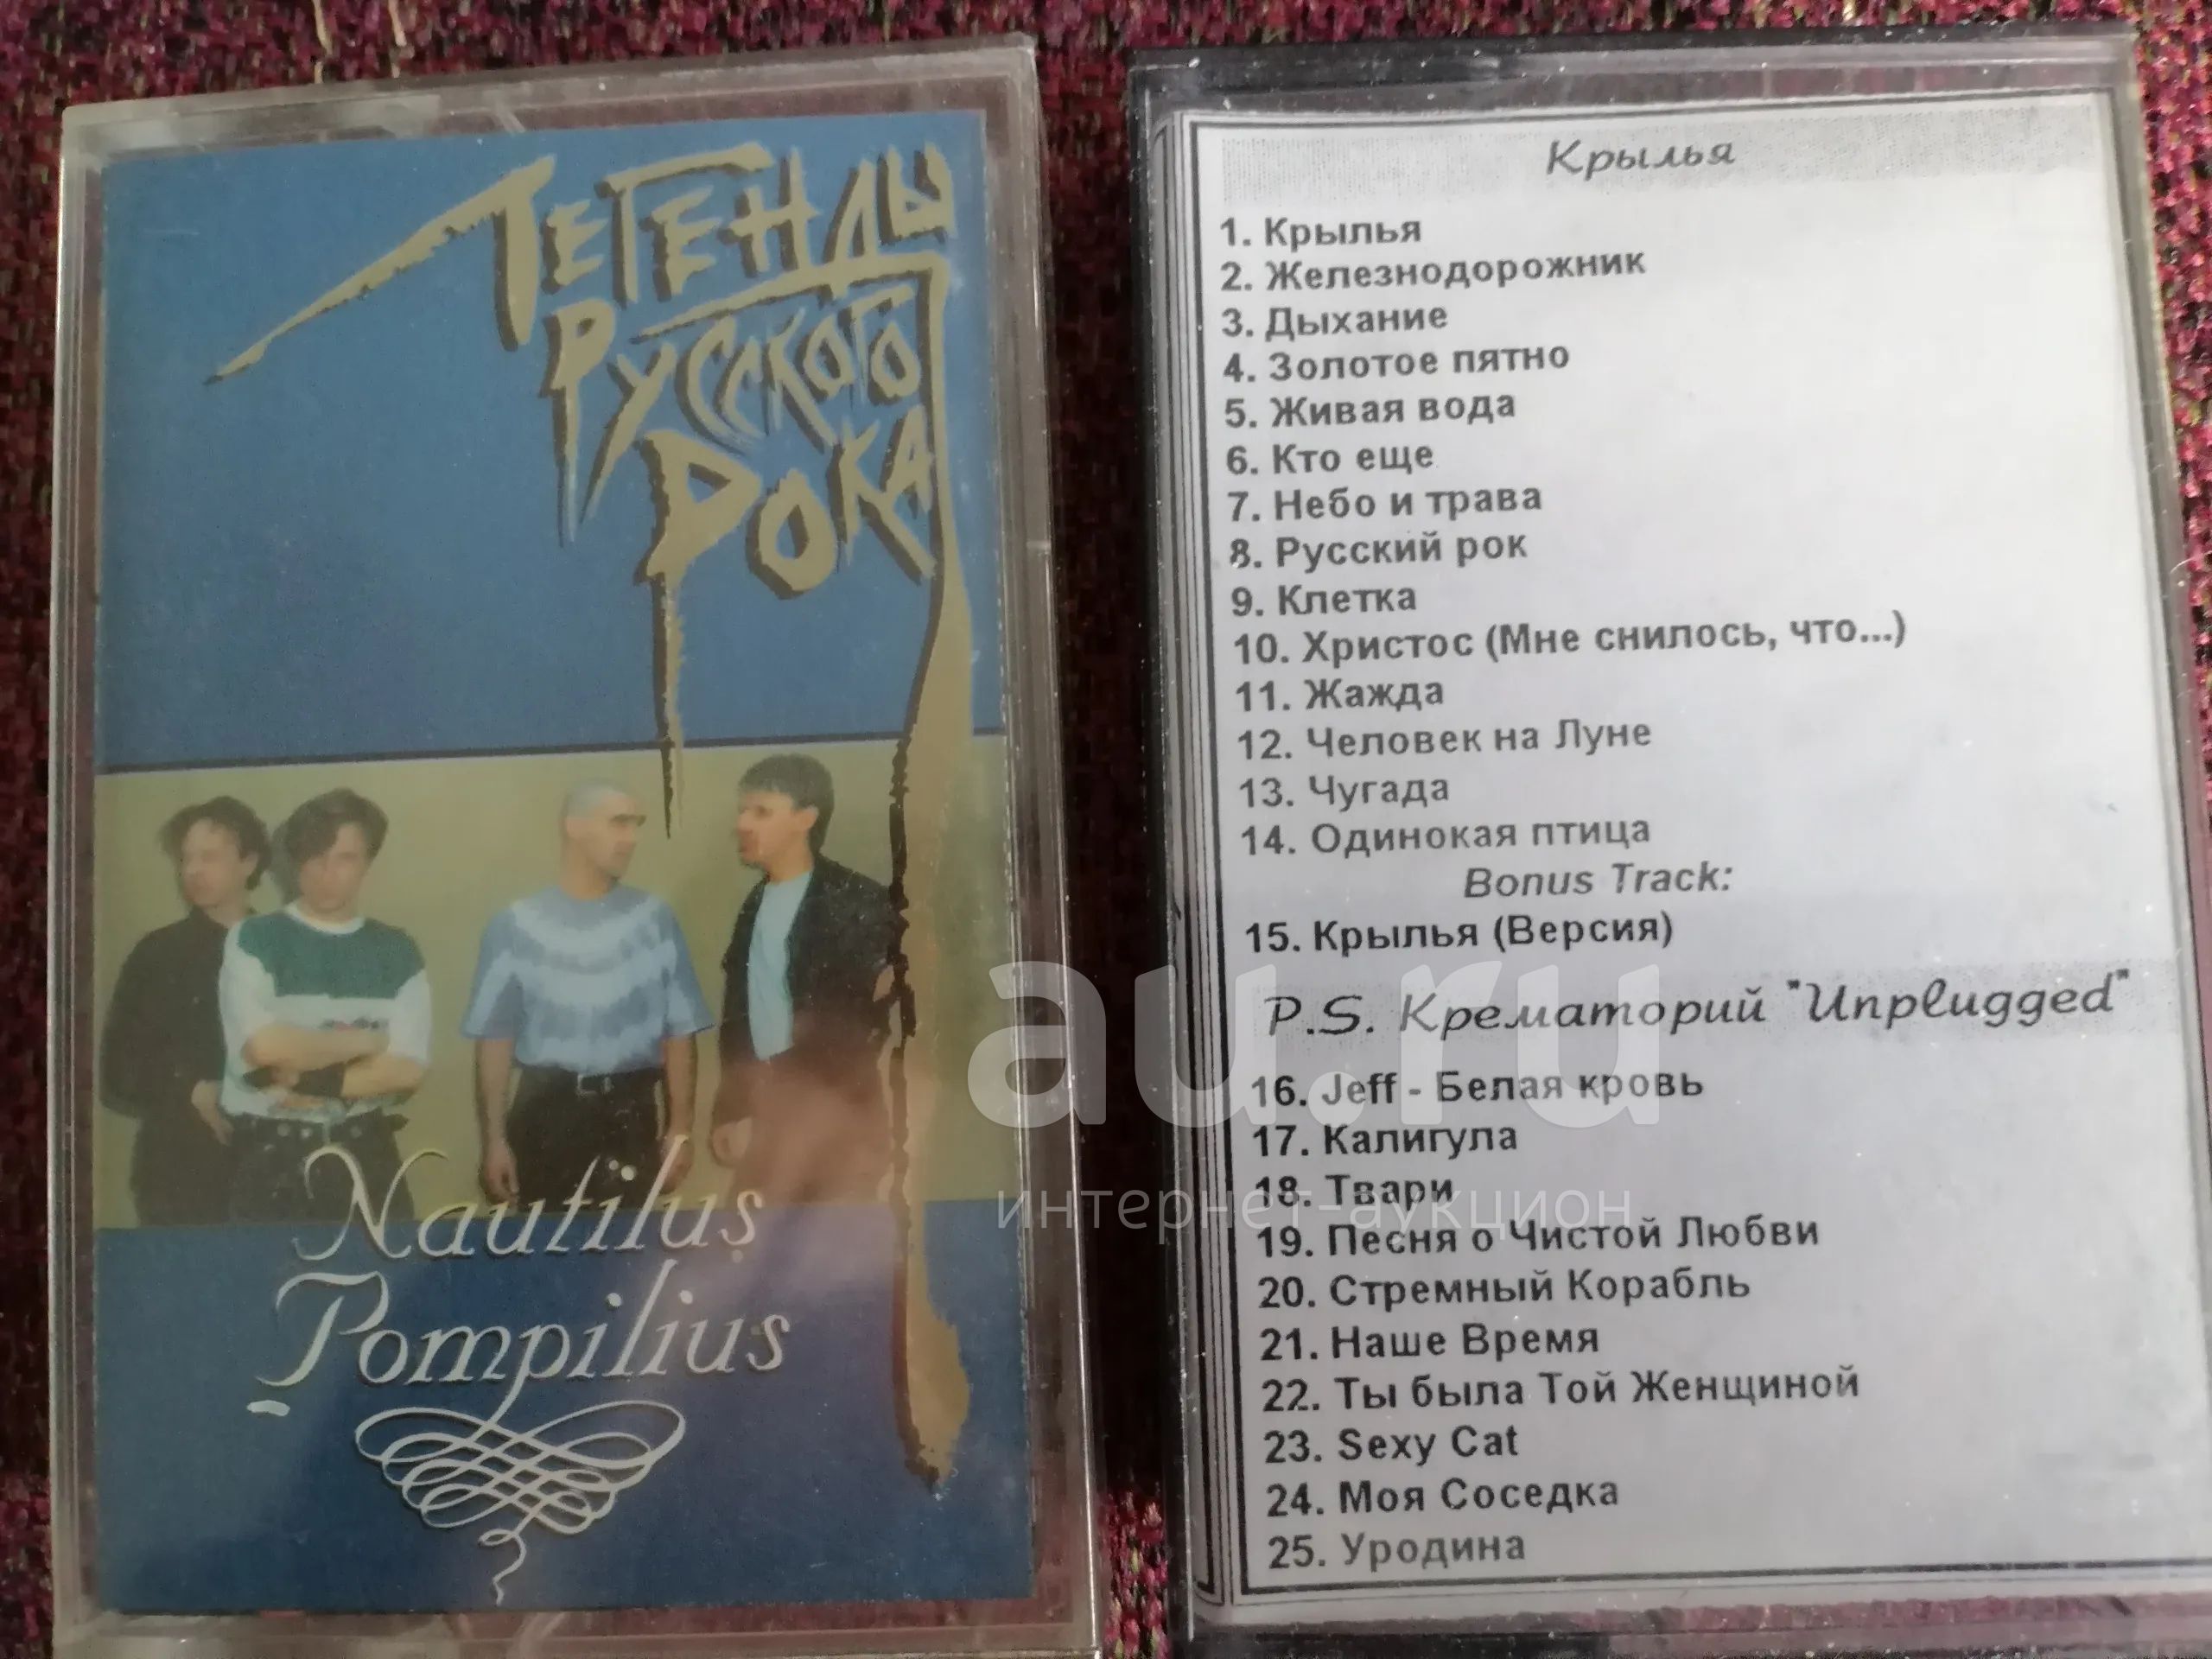 Легенды
Русского
Рока
Nautilus
Pompilius
Крылья
1. Крылья
2. Железнодорожник
3. Дыхание
4. Золотое пятно
5. Живая вода
6. Кто еще
7. Небо и трава
8. Русский рок
9. Клетка
10. Христос (Мне снилось, что...)
11. Жажда
12. Человек на Луне
13. Чугада
14. Одинокая птица
Bonus Track:
15. Крылья (Версия)
P.S. Крематорий "Unplugged"
16. Jeff - Белая кровь
17. Калигула
18. Твари
19. Песня о Чистой Любви
20. Стремный Корабль
21. Наше Время
22. Ты была Той Женщиной
23. Sexy Cat
24. Моя Соседка
25. Уродина
au.ru
интернет-аукцион